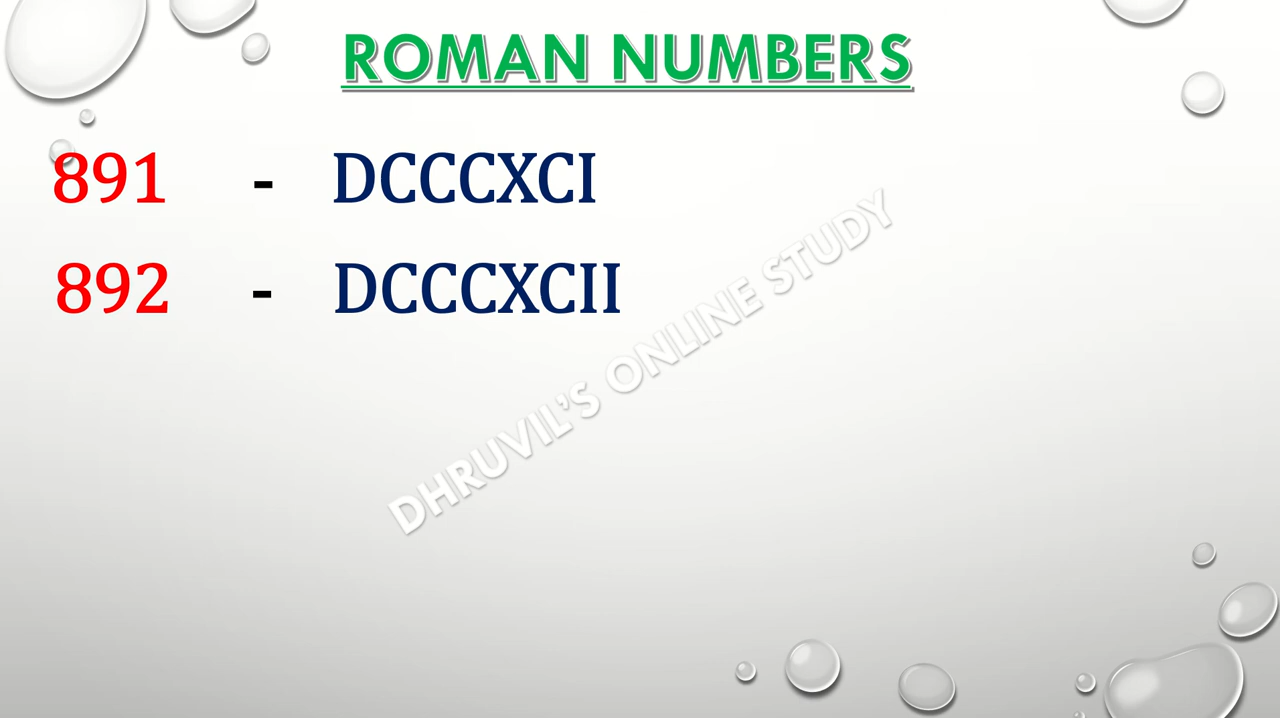 ROMAN NUMBERS
891 - DCCCXCI
892 - DCCCXCII
DHRUVIL'S ONLINE STUDY